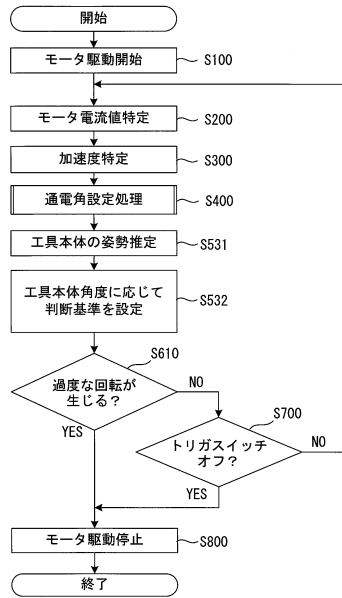 開始
モータ駆動開始
S100
モータ電流値特定
S200
加速度特定
S300
通電角設定処理
S400
工具本体の姿勢推定
S531
工具本体角度に応じて
判断基準を設定
S532
S610
過度な回転が
生じる?
NO
YES
S700
トリガスイッチ
オフ?
NO
YES
モータ駆動停止
S800
終了